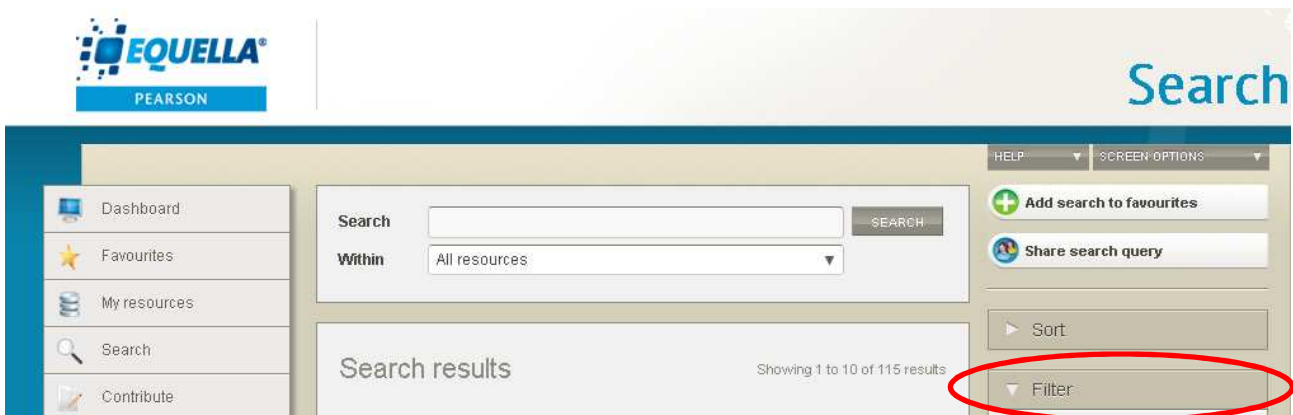 EQUELLA®
PEARSON
Search
HELP
SCREEN OPTIONS
Dashboard
Favourites
My resources
Search
Contribute
Search
SEARCH
Within
All resources
Search results
Showing 1 to 10 of 115 results
Add search to favourites
Share search query
Sort
Filter